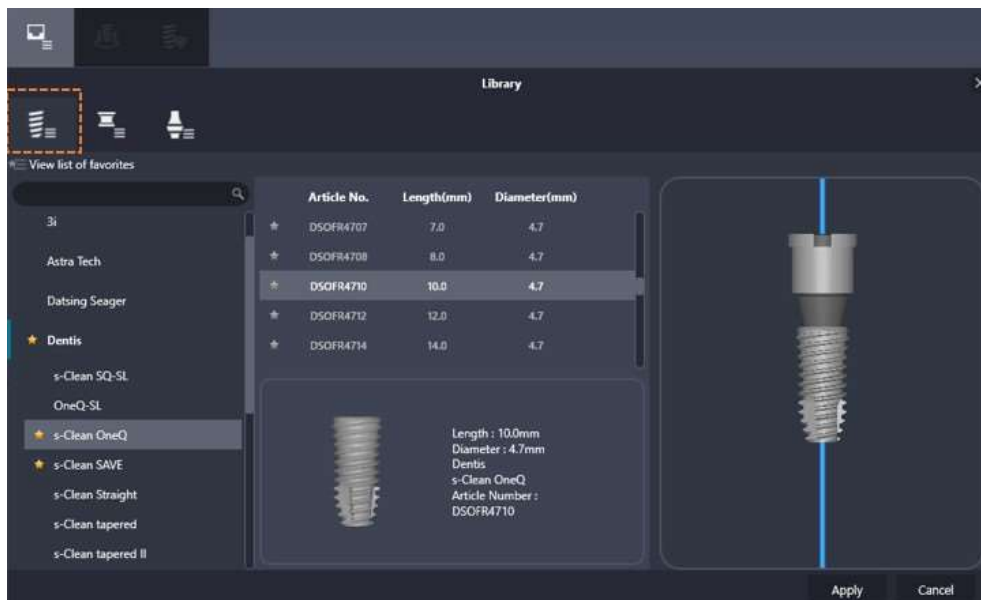 Library
View list of favorites
3i
Astra Tech
Datsing Seager
Dentis
s-Clean SQ-SL
OneQ-SL
s-Clean OneQ
s-Clean SAVE
s-Clean Straight
s-Clean tapered
s-Clean tapered II
Article No. Length(mm) Diameter(mm)
DSOFR4707 7.0 4.7
DSOFR4708 8.0 4.7
DSOFR4710 10.0 4.7
DSOFR4712 12.0 4.7
DSOFR4714 14.0 4.7
Length : 10.0mm
Diameter : 4.7mm
Dentis
s-Clean OneQ
Article Number :
DSOFR4710
Apply Cancel